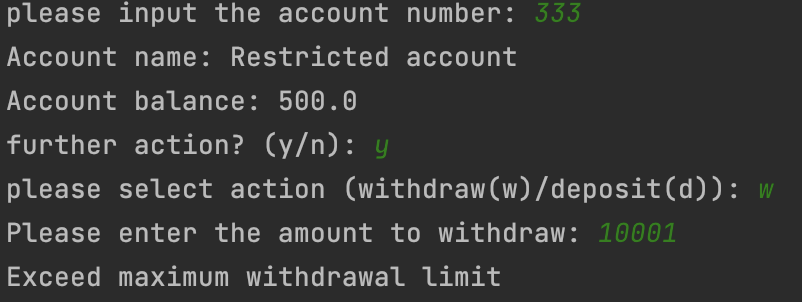 please input the account number: 333
Account name: Restricted account
Account balance: 500.0
further action? (y/n): y
please select action (withdraw(w)/deposit(d)): w
Please enter the amount to withdraw: 10001
Exceed maximum withdrawal limit